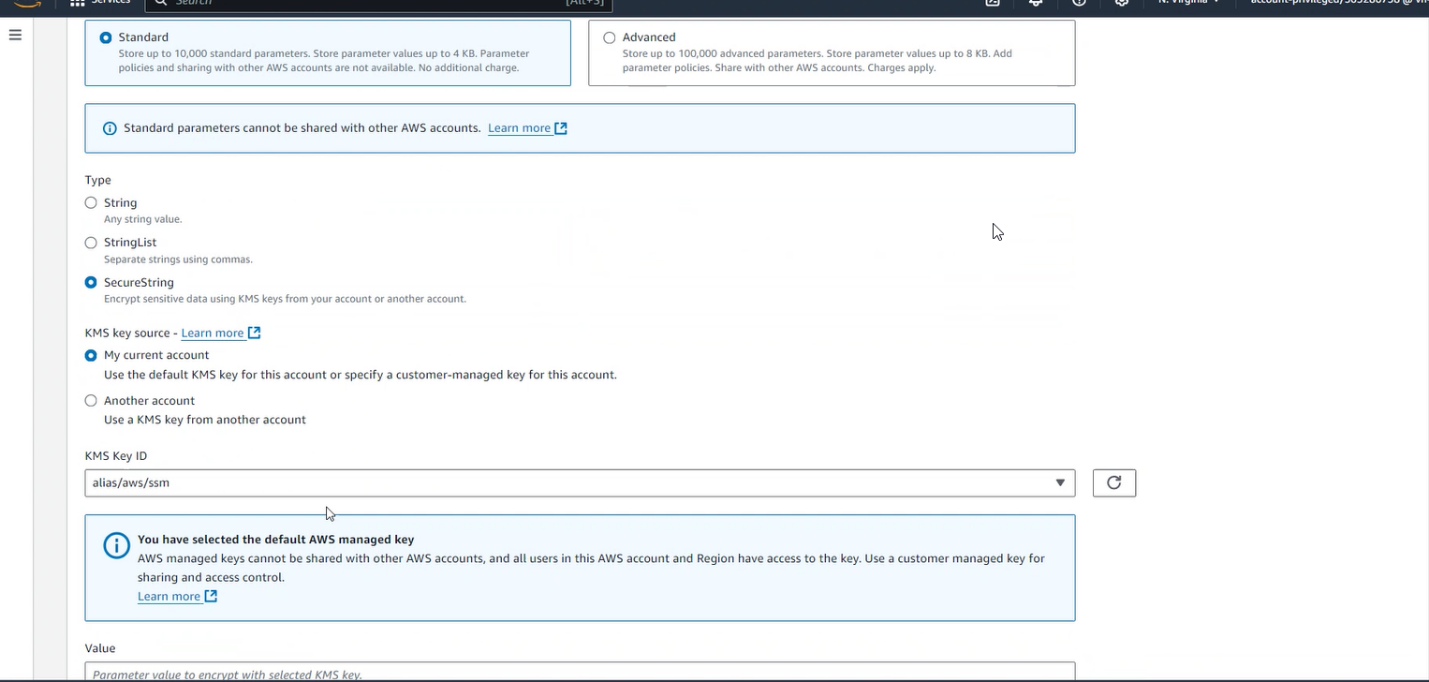 Services
Search
[Alt+S]
N. Virginia
Standard
Store up to 10,000 standard parameters. Store parameter values up to 4 KB. Parameter
policies and sharing with other AWS accounts are not available. No additional charge.
Advanced
Store up to 100,000 advanced parameters. Store parameter values up to 8 KB. Add
parameter policies. Share with other AWS accounts. Charges apply.
Standard parameters cannot be shared with other AWS accounts. Learn more
Type
String
Any string value.
StringList
Separate strings using commas.
SecureString
Encrypt sensitive data using KMS keys from your account or another account.
KMS key source - Learn more
My current account
Use the default KMS key for this account or specify a customer-managed key for this account.
Another account
Use a KMS key from another account
KMS Key ID
alias/aws/ssm
You have selected the default AWS managed key
AWS managed keys cannot be shared with other AWS accounts, and all users in this AWS account and Region have access to the key. Use a customer managed key for
sharing and access control.
Learn more
Value
Parameter value to encrypt with selected KMS key.